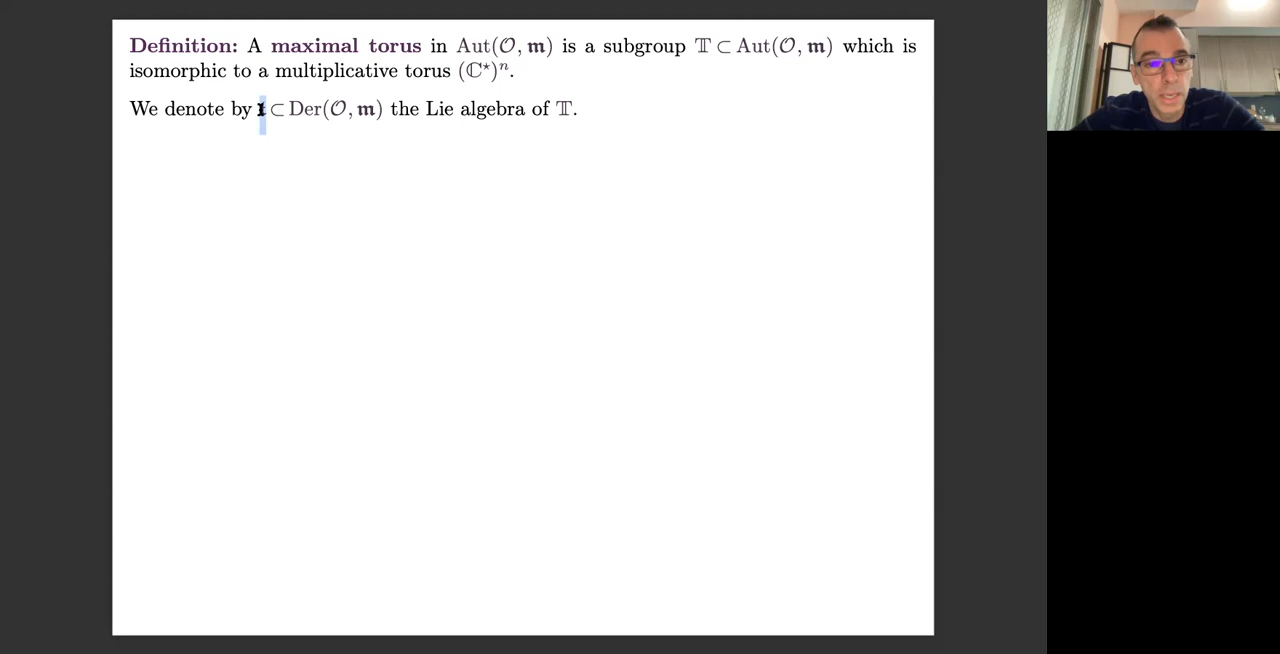 Definition: A maximal torus in Aut(𝒪, 𝔪) is a subgroup 𝕋 ⊂ Aut(𝒪, 𝔪) which is
isomorphic to a multiplicative torus (ℂ⋆)ⁿ.
We denote by 𝔱 ⊂ Der(𝒪, 𝔪) the Lie algebra of 𝕋.